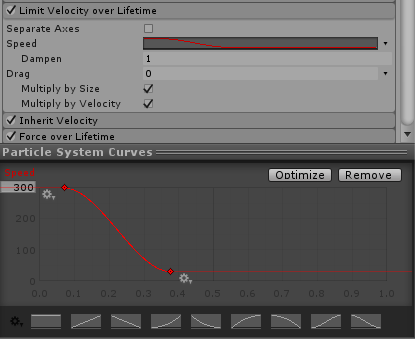 Limit Velocity over Lifetime
Separate Axes
Speed
Dampen 1
Drag 0
Multiply by Size
Multiply by Velocity
Inherit Velocity
Force over Lifetime
Particle System Curves
Optimize Remove
300
200
100
0
0.0 0.1 0.2 0.3 0.4 0.5 0.6 0.7 0.8 0.9 1.0